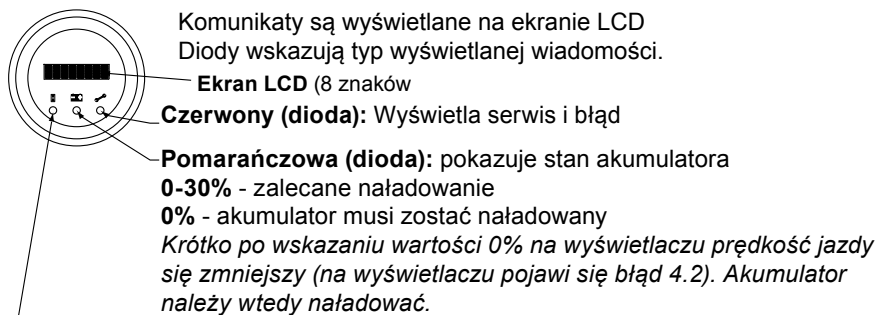 Komunikaty są wyświetlane na ekranie LCD
Diody wskazują typ wyświetlanej wiadomości.
Ekran LCD (8 znaków
Czerwony (dioda): Wyświetla serwis i błąd
Pomarańczowa (dioda): pokazuje stan akumulatora
0-30% - zalecane naładowanie
0% - akumulator musi zostać naładowany
Krótko po wskazaniu wartości 0% na wyświetlaczu prędkość jazdy
się zmniejszy (na wyświetlaczu pojawi się błąd 4.2). Akumulator
należy wtedy naładować.